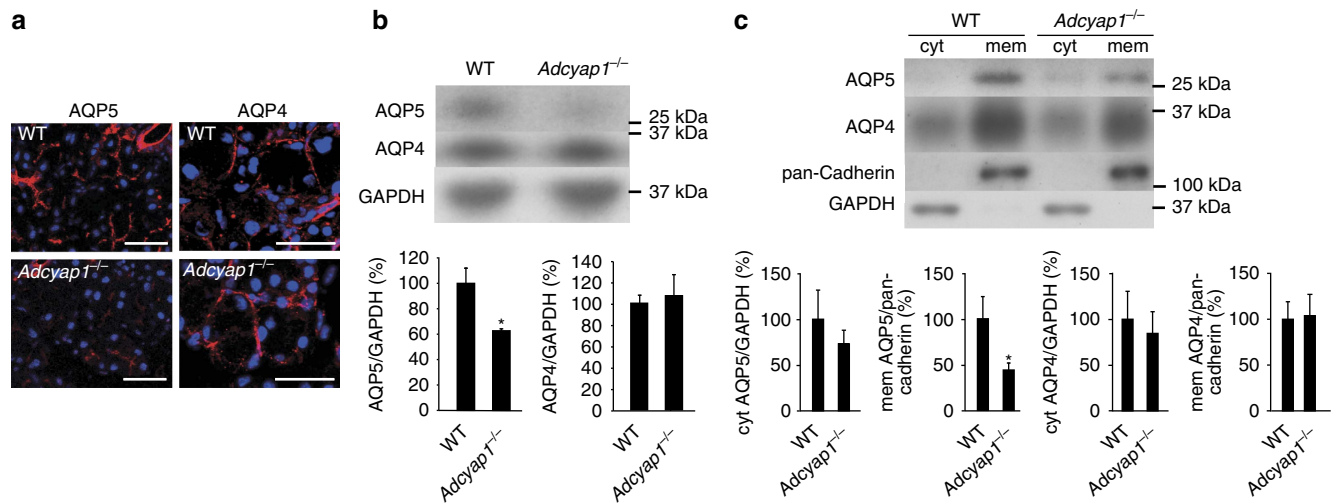 a
AQP5 AQP4
WT WT
Adcyap1–/– Adcyap1–/–
b
WT Adcyap1–/–
AQP5
25 kDa
37 kDa
AQP4
GAPDH
37 kDa
AQP5/GAPDH (%)
120
100
80
60
40
20
0
*
WT
Adcyap1–/–
AQP4/GAPDH (%)
140
120
100
80
60
40
20
0
WT
Adcyap1–/–
c
WT Adcyap1–/–
cyt mem cyt mem
AQP5
25 kDa
37 kDa
AQP4
pan-Cadherin
100 kDa
GAPDH
37 kDa
cyt AQP5/GAPDH (%)
150
100
50
0
WT
Adcyap1–/–
mem AQP5/pan-
cadherin (%)
150
100
50
0
*
WT
Adcyap1–/–
cyt AQP4/GAPDH (%)
150
100
50
0
WT
Adcyap1–/–
mem AQP4/pan-
cadherin (%)
150
100
50
0
WT
Adcyap1–/–